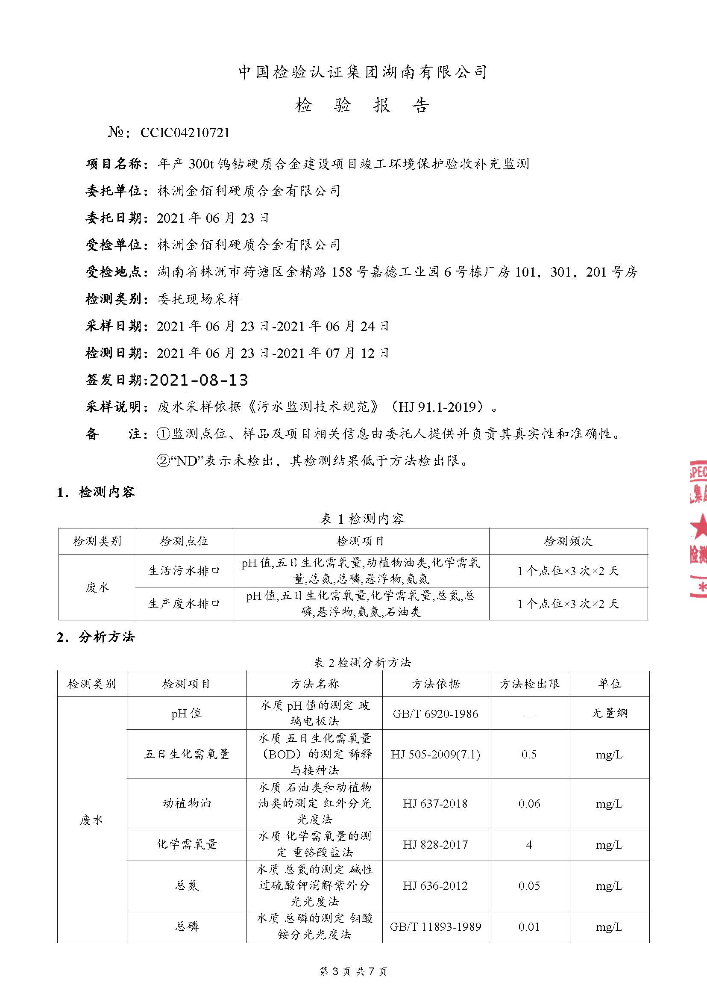 中国检验认证集团湖南有限公司
检 验 报 告
№：CCIC04210721
项目名称：年产 300t 钨钴硬质合金建设项目竣工环境保护验收补充监测
委托单位：株洲金佰利硬质合金有限公司
委托日期：2021 年 06 月 23 日
受检单位：株洲金佰利硬质合金有限公司
受检地点：湖南省株洲市荷塘区金精路 158 号嘉德工业园 6 号栋厂房 101，301，201 号房
检测类别：委托现场采样
采样日期：2021 年 06 月 23 日-2021 年 06 月 24 日
检测日期：2021 年 06 月 23 日-2021 年 07 月 12 日
签发日期:2021-08-13
采样说明：废水采样依据《污水监测技术规范》（HJ 91.1-2019）。
备 注：①监测点位、样品及项目相关信息由委托人提供并负责其真实性和准确性。
②“ND”表示未检出，其检测结果低于方法检出限。
1．检测内容
表 1 检测内容
检测类别 检测点位 检测项目 检测频次
废水
生活污水排口
pH 值,五日生化需氧量,动植物油类,化学需氧
量,总氮,总磷,悬浮物,氨氮
1 个点位×3 次×2 天
生产废水排口
pH 值,五日生化需氧量,化学需氧量,总氮,总
磷,悬浮物,氨氮,石油类
1 个点位×3 次×2 天
2．分析方法
表 2 检测分析方法
检测类别 检测项目 方法名称 方法依据 方法检出限 单位
废水
pH 值
水质 pH 值的测定 玻
璃电极法
GB/T 6920-1986 — 无量纲
五日生化需氧量
水质 五日生化需氧量
（BOD）的测定 稀释
与接种法
HJ 505-2009(7.1) 0.5 mg/L
动植物油
水质 石油类和动植物
油类的测定 红外分光
光度法
HJ 637-2018 0.06 mg/L
化学需氧量
水质 化学需氧量的测
定 重铬酸盐法
HJ 828-2017 4 mg/L
总氮
水质 总氮的测定 碱性
过硫酸钾消解紫外分
光光度法
HJ 636-2012 0.05 mg/L
总磷
水质 总磷的测定 钼酸
铵分光光度法
GB/T 11893-1989 0.01 mg/L
第 3 页 共 7 页